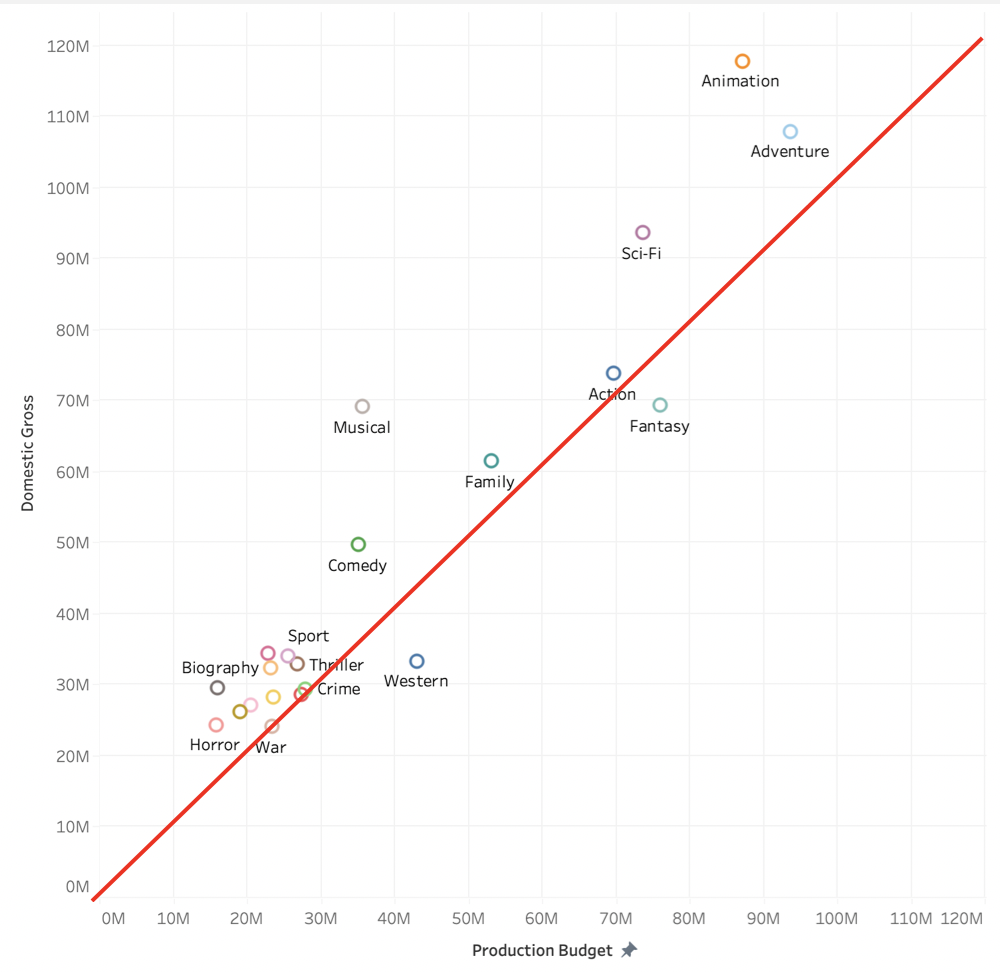 120M
Animation
110M
Adventure
100M
Sci-Fi
90M
80M
Action
70M
Musical
Fantasy
60M
Family
Domestic Gross
50M
Comedy
40M
Sport
Biography
Thriller
30M
Western
Crime
Horror
War
20M
10M
0M
0M 10M 20M 30M 40M 50M 60M 70M 80M 90M 100M 110M 120M
Production Budget